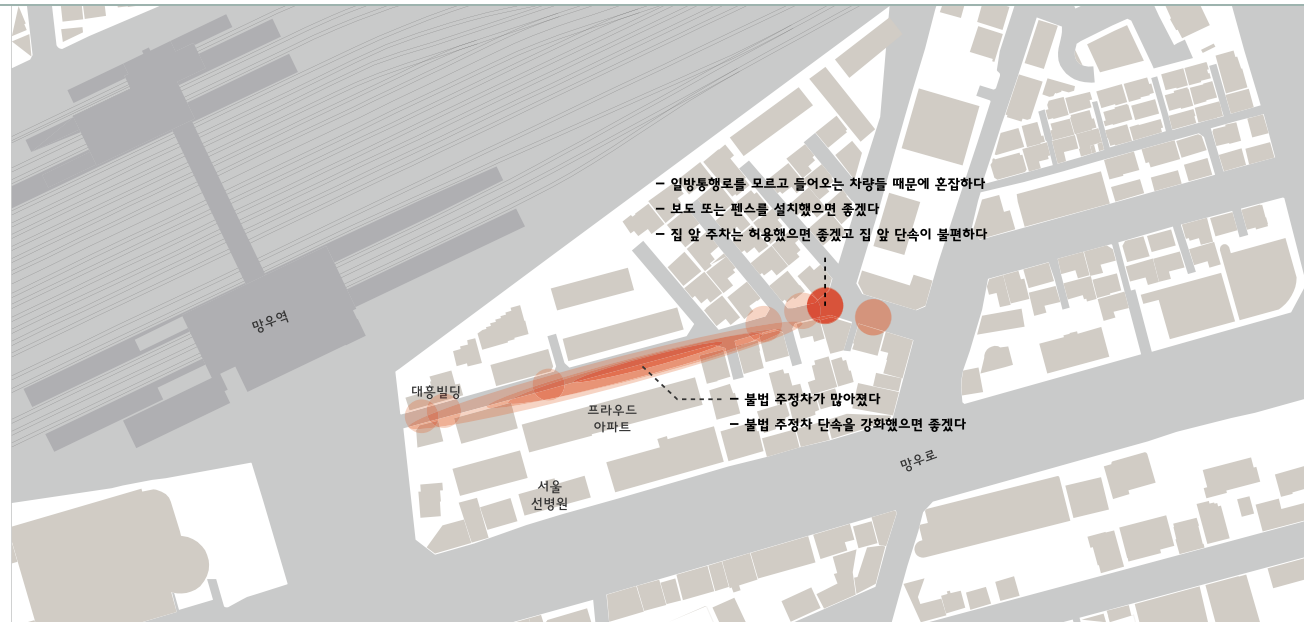 – 일방통행로를 모르고 들어오는 차량들 때문에 혼잡하다
– 보도 또는 펜스를 설치했으면 좋겠다
– 집 앞 주차는 허용했으면 좋겠고 집 앞 단속이 불편하다
망우역
대흥빌딩
프라우드
아파트
– 불법 주정차가 많아졌다
– 불법 주정차 단속을 강화했으면 좋겠다
망우로
서울
선병원